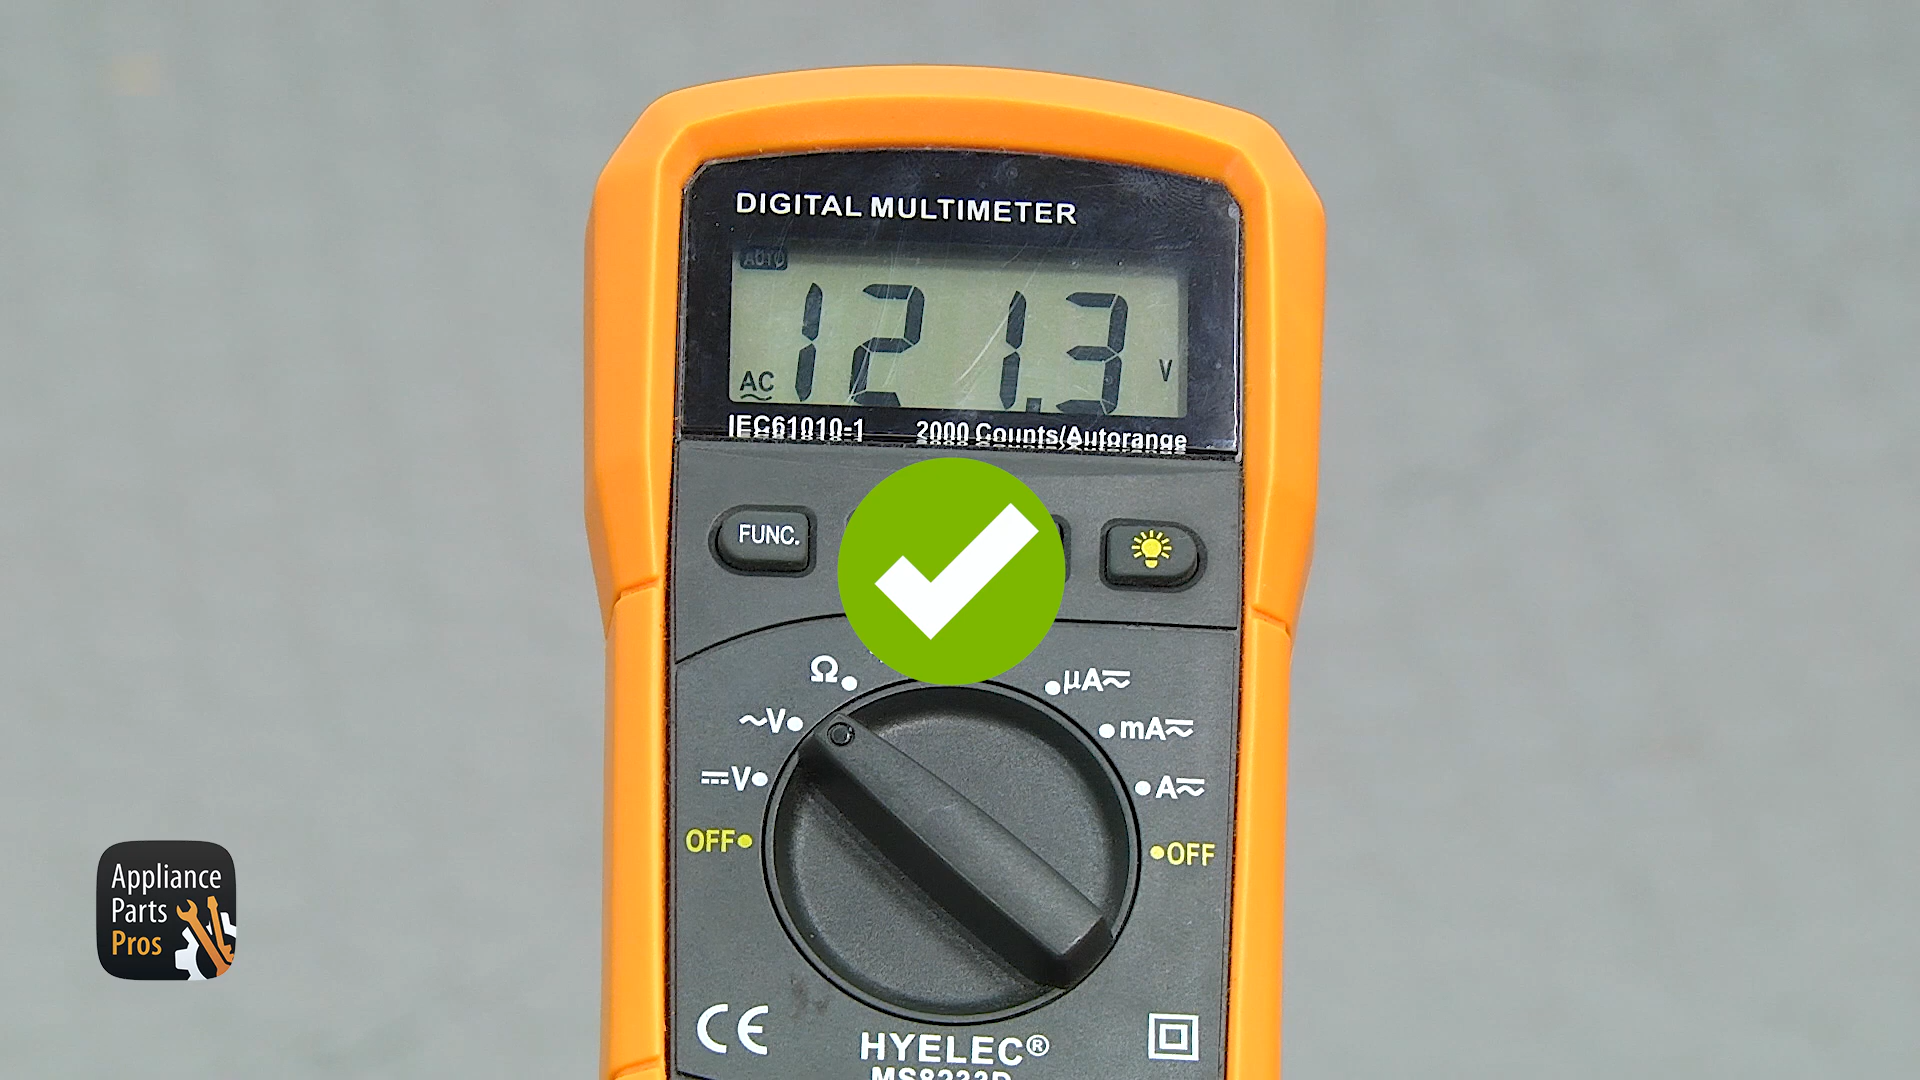 DIGITAL MULTIMETER
AUTO
121.3
AC
V
IEC61010-1 2000 Counts/Autorange
FUNC.
Ω
μA
~V
mA
V
A
OFF
OFF
Appliance
Parts
Pros
CE
HYELEC®